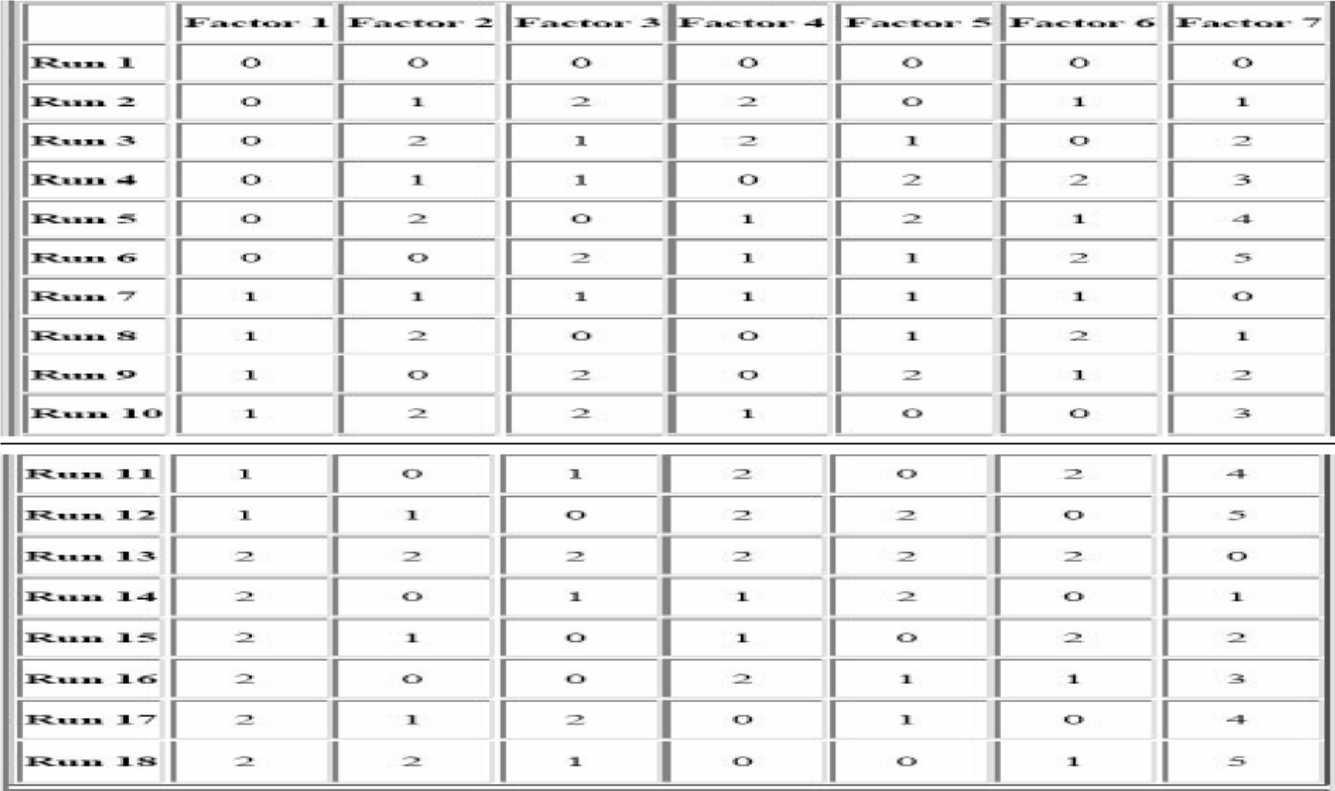 Factor 1 Factor 2 Factor 3 Factor 4 Factor 5 Factor 6 Factor 7
Run 1 0 0 0 0 0 0 0
Run 2 0 1 2 2 0 1 1
Run 3 0 2 1 2 1 0 2
Run 4 0 1 1 0 2 2 3
Run 5 0 2 0 1 2 1 4
Run 6 0 0 2 1 1 2 5
Run 7 1 1 1 1 1 1 0
Run 8 1 2 0 0 1 2 1
Run 9 1 0 2 0 2 1 2
Run 10 1 2 2 1 0 0 3
Run 11 1 0 1 2 0 2 4
Run 12 1 1 0 2 2 0 5
Run 13 2 2 2 2 2 2 0
Run 14 2 0 1 1 2 0 1
Run 15 2 1 0 1 0 2 2
Run 16 2 0 0 2 1 1 3
Run 17 2 1 2 0 1 0 4
Run 18 2 2 1 0 0 1 5